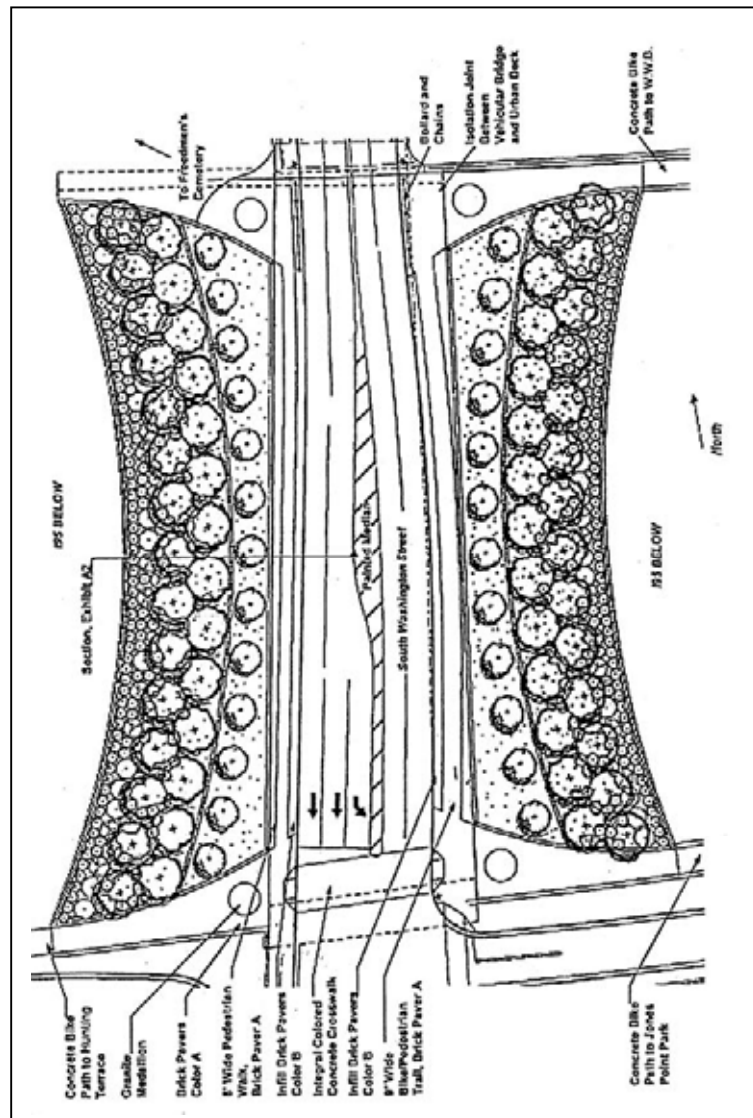 To Freedmen's
Cemetery
Bollard and
Chains
Isolation Joint
Between
Vehicular Bridge
and Urban Deck
Concrete Bike
Path to W.W.B.
I95 BELOW
Section, Exhibit A2
Painted Median
South Washington Street
I95 BELOW
North
Concrete Bike
Path to Hunting
Terrace
Granite
Medallion
Brick Pavers
Color A
8' Wide Pedestrian
Walk,
Brick Paver A
Infill Brick Pavers
Color B
Integral Colored
Concrete Crosswalk
Infill Brick Pavers
Color B
9' Wide
Bike/Pedestrian
Trail, Brick Paver A
Concrete Bike
Path to Jones
Point Park